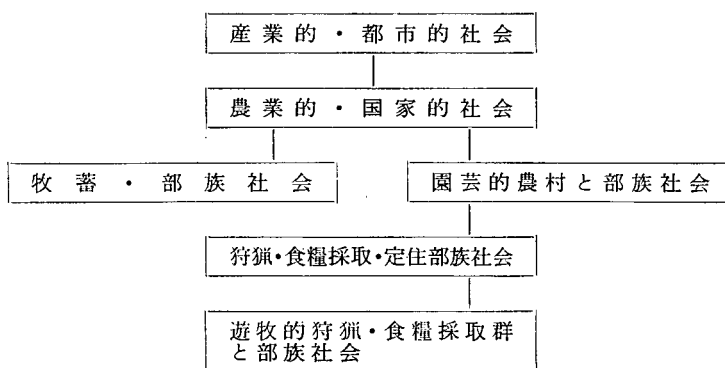 産業的・都市的社会
農業的・国家的社会
牧蓄・部族社会
園芸的農村と部族社会
狩猟・食糧採取・定住部族社会
遊牧的狩猟・食糧採取群
と部族社会